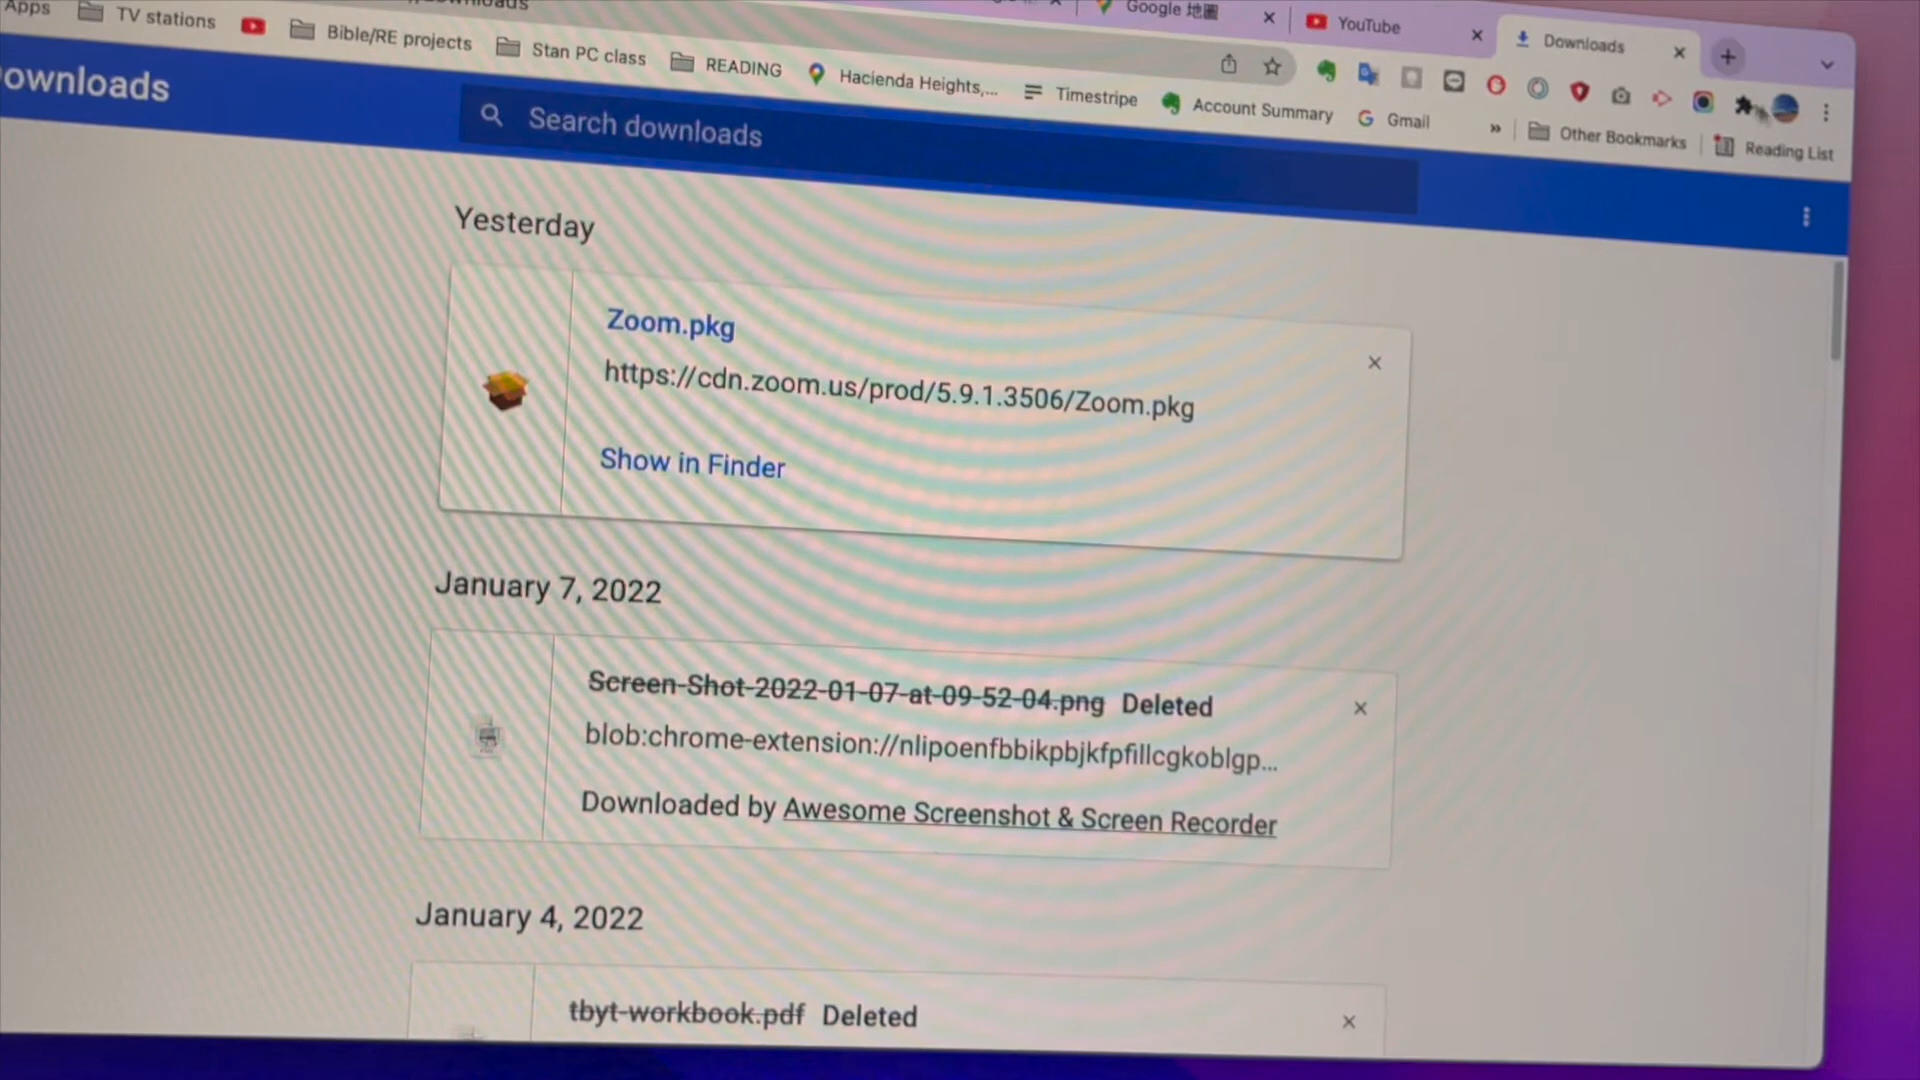 Google 地圖
YouTube
Downloads
Apps
TV stations
Bible/RE projects
Stan PC class
READING
Hacienda Heights,...
Timestripe
Account Summary
Gmail
»
Other Bookmarks
Reading List
ownloads
Search downloads
Yesterday
Zoom.pkg
https://cdn.zoom.us/prod/5.9.1.3506/Zoom.pkg
Show in Finder
January 7, 2022
Screen-Shot-2022-01-07-at-09-52-04.png Deleted
blob:chrome-extension://nlipoenfbbikpbjkfpfillcgkoblgp...
Downloaded by Awesome Screenshot & Screen Recorder
January 4, 2022
tbyt-workbook.pdf Deleted